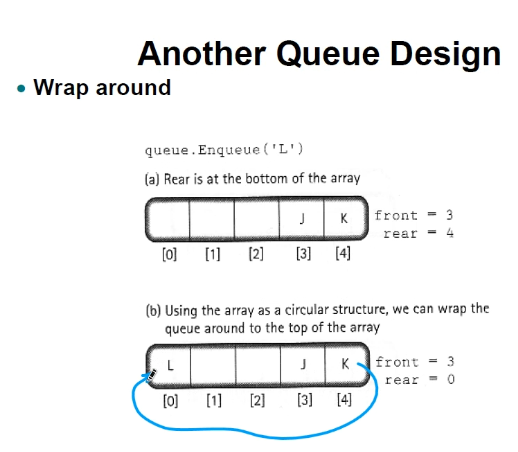 Another Queue Design
• Wrap around
queue.Enqueue('L')
(a) Rear is at the bottom of the array
J K front = 3
rear = 4
[0] [1] [2] [3] [4]
(b) Using the array as a circular structure, we can wrap the
queue around to the top of the array
L J K front = 3
rear = 0
[0] [1] [2] [3] [4]